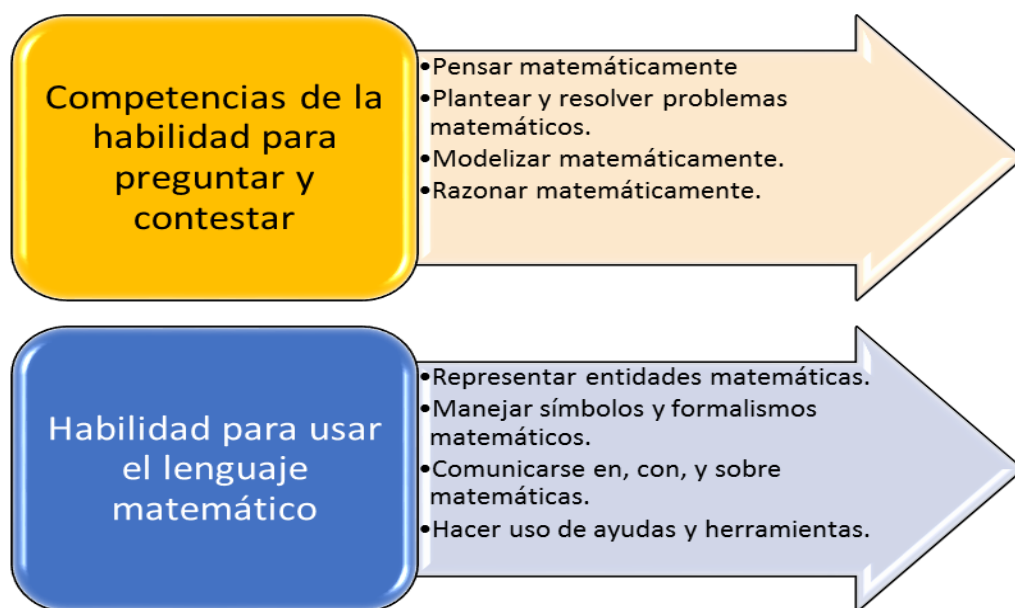 Competencias de la
habilidad para
preguntar y
contestar
•Pensar matemáticamente
•Plantear y resolver problemas
matemáticos.
•Modelizar matemáticamente.
•Razonar matemáticamente.
Habilidad para usar
el lenguaje
matemático
•Representar entidades matemáticas.
•Manejar símbolos y formalismos
matemáticos.
•Comunicarse en, con, y sobre
matemáticas.
•Hacer uso de ayudas y herramientas.